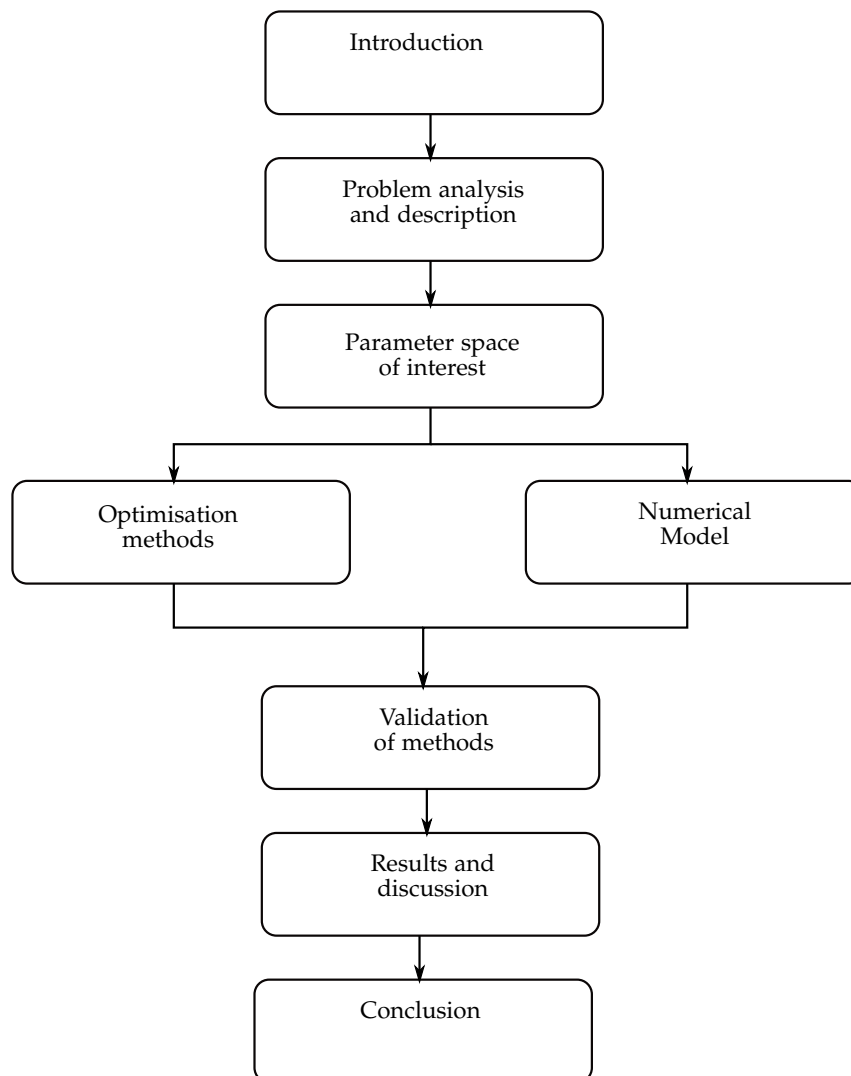 Introduction
Problem analysis
and description
Parameter space
of interest
Optimisation
methods
Numerical
Model
Validation
of methods
Results and
discussion
Conclusion